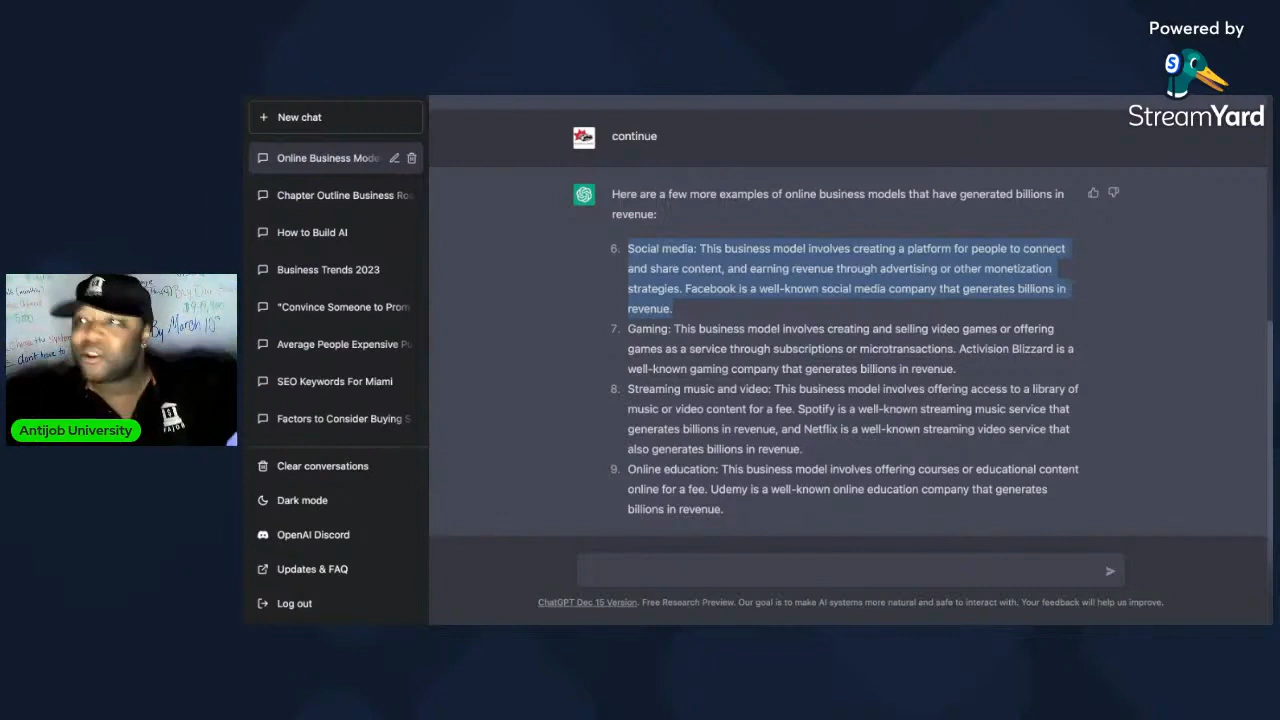 Powered by
StreamYard
New chat
Online Business Mode
Chapter Outline Business Ro
How to Build AI
Business Trends 2023
"Convince Someone to Prom
Average People Expensive Pu
SEO Keywords For Miami
Factors to Consider Buying S
Clear conversations
Dark mode
OpenAI Discord
Updates & FAQ
Log out
continue
Here are a few more examples of online business models that have generated billions in
revenue:
6. Social media: This business model involves creating a platform for people to connect
and share content, and earning revenue through advertising or other monetization
strategies. Facebook is a well-known social media company that generates billions in
revenue.
7. Gaming: This business model involves creating and selling video games or offering
games as a service through subscriptions or microtransactions. Activision Blizzard is a
well-known gaming company that generates billions in revenue.
8. Streaming music and video: This business model involves offering access to a library of
music or video content for a fee. Spotify is a well-known streaming music service that
generates billions in revenue, and Netflix is a well-known streaming video service that
also generates billions in revenue.
9. Online education: This business model involves offering courses or educational content
online for a fee. Udemy is a well-known online education company that generates
billions in revenue.
ChatGPT Dec 15 Version. Free Research Preview. Our goal is to make AI systems more natural and safe to interact with. Your feedback will help us improve.
By March 10
dont have to
Antijob University